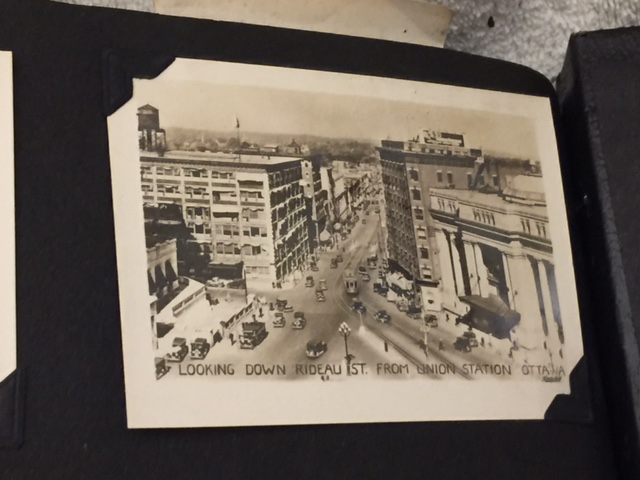 LOOKING DOWN RIDEAU ST. FROM UNION STATION OTTAWA